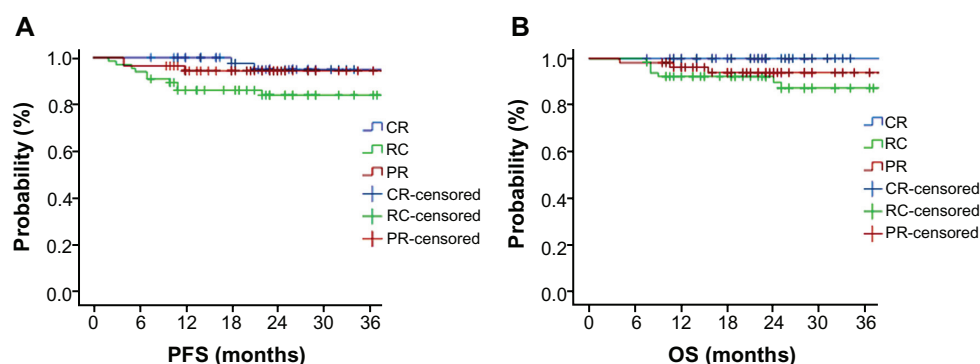 A
Probability (%)
1.0
0.8
0.6
0.4
0.2
0.0
0 6 12 18 24 30 36
PFS (months)
CR
RC
PR
CR-censored
RC-censored
PR-censored
B
Probability (%)
1.0
0.8
0.6
0.4
0.2
0.0
0 6 12 18 24 30 36
OS (months)
CR
RC
PR
CR-censored
RC-censored
PR-censored